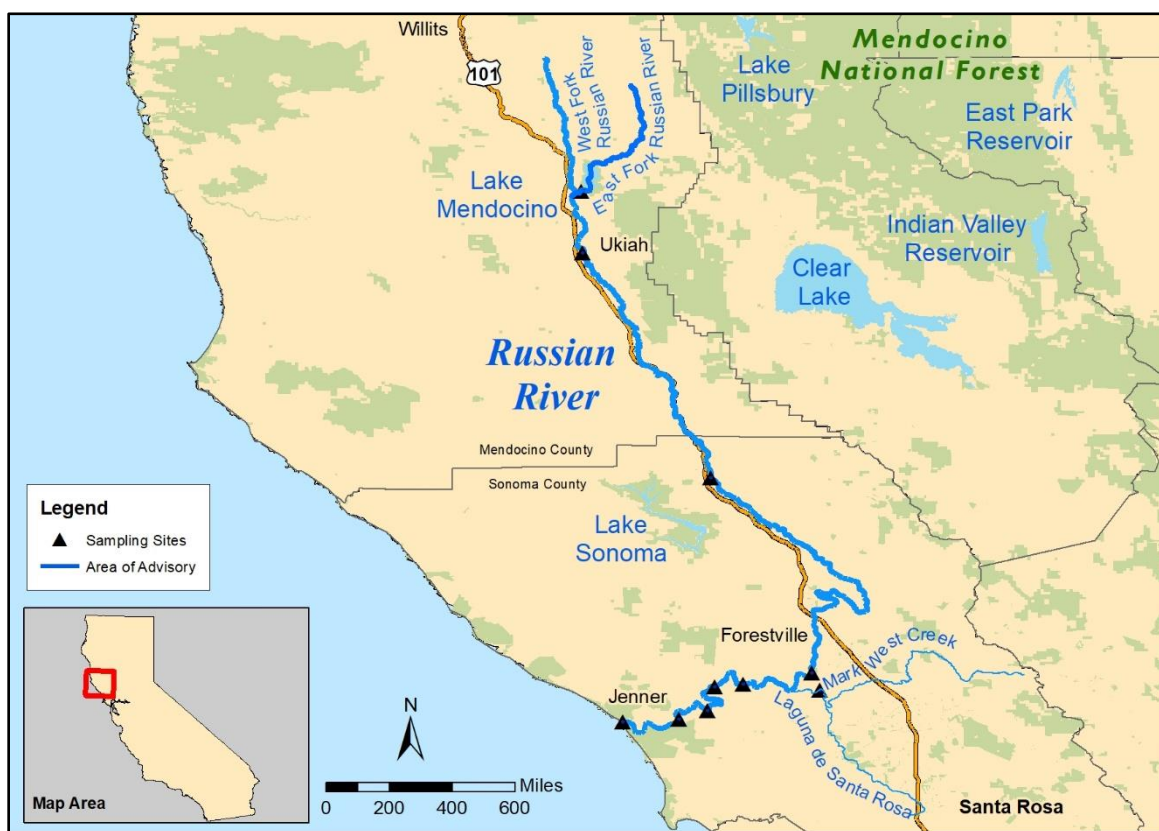 Willits
101
West Fork
Russian River
East Fork Russian River
Lake
Pillsbury
Mendocino
National Forest
East Park
Reservoir
Lake
Mendocino
Ukiah
Indian Valley
Reservoir
Clear
Lake
Russian
River
Mendocino County
Sonoma County
Lake
Sonoma
Legend
Sampling Sites
Area of Advisory
Forestville
Mark West Creek
Jenner
Laguna de Santa Rosa
Santa Rosa
N
Miles
0 200 400 600
Map Area